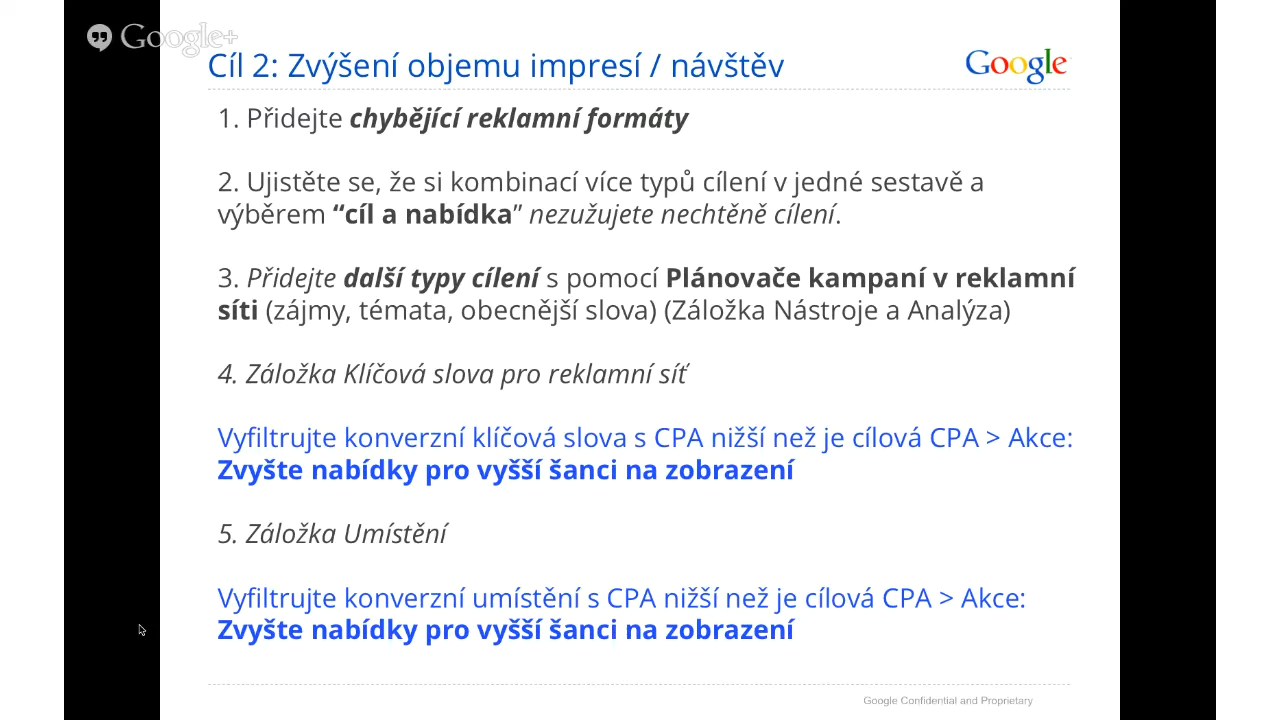 Google+
Cíl 2: Zvýšení objemu impresí / návštěv
Google
1. Přidejte chybějící reklamní formáty
2. Ujistěte se, že si kombinací více typů cílení v jedné sestavě a
výběrem “cíl a nabídka” nezužujete nechtěně cílení.
3. Přidejte další typy cílení s pomocí Plánovače kampaní v reklamní
síti (zájmy, témata, obecnější slova) (Záložka Nástroje a Analýza)
4. Záložka Klíčová slova pro reklamní síť
Vyfiltrujte konverzní klíčová slova s CPA nižší než je cílová CPA > Akce:
Zvyšte nabídky pro vyšší šanci na zobrazení
5. Záložka Umístění
Vyfiltrujte konverzní umístění s CPA nižší než je cílová CPA > Akce:
Zvyšte nabídky pro vyšší šanci na zobrazení
Google Confidential and Proprietary